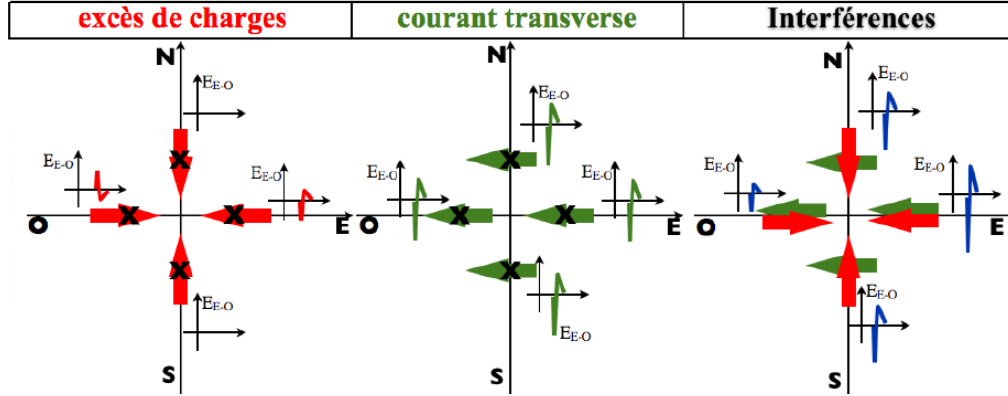 excès de charges
courant transverse
Interférences
N
E_E-O
E_E-O
E_E-O
O
E
E_E-O
S
N
E_E-O
E_E-O
E_E-O
O
E
E_E-O
S
N
E_E-O
E_E-O
E_E-O
O
E
E_E-O
S